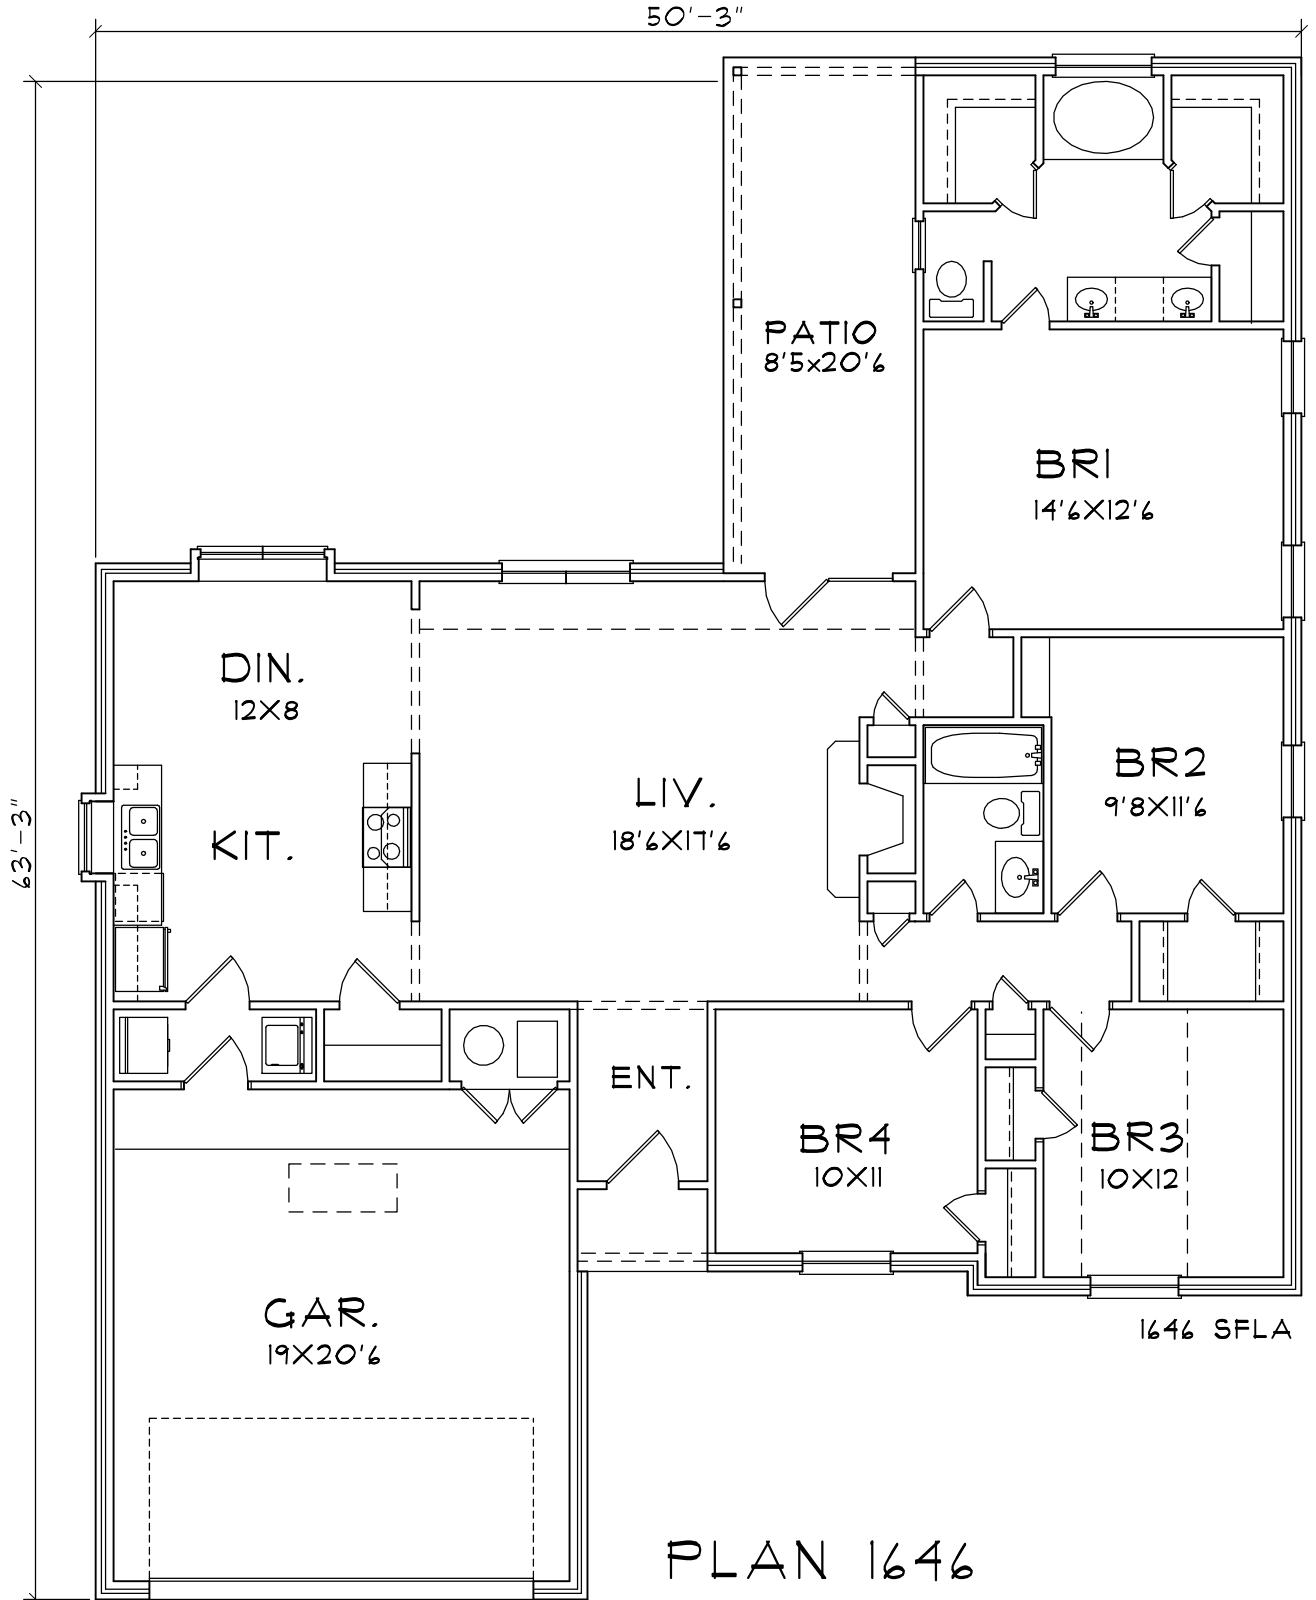 50'-3"
PATIO
8'5x20'6
BR1
14'6X12'6
DIN.
12X8
LIV.
18'6X17'6
BR2
9'8X11'6
KIT.
63'-3"
ENT.
BR4
10X11
BR3
10X12
GAR.
19X20'6
1646 SFLA
PLAN 1646